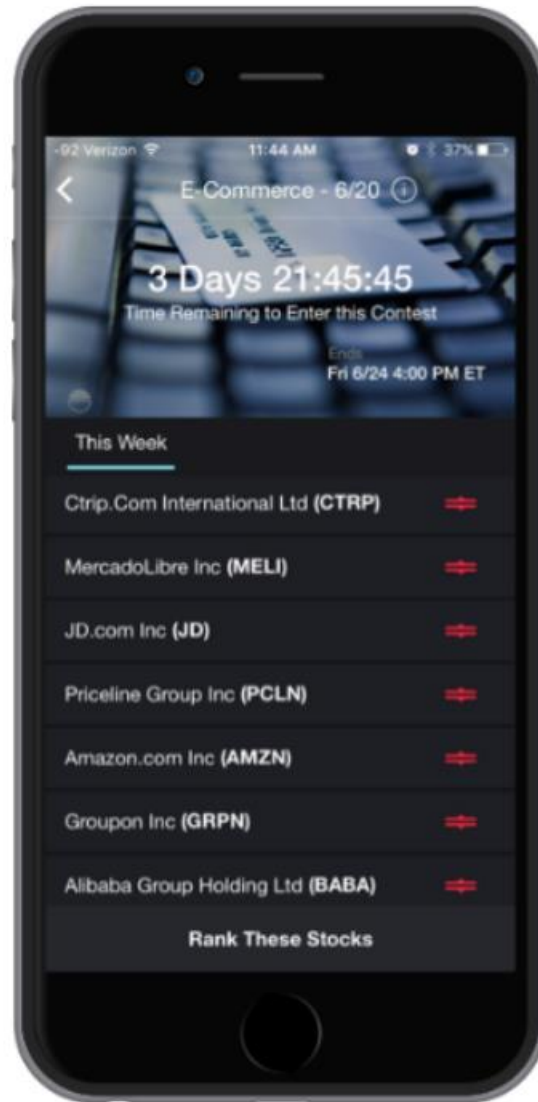 -92 Verizon 11:44 AM 37%
E-Commerce - 6/20
3 Days 21:45:45
Time Remaining to Enter this Contest
Ends
Fri 6/24 4:00 PM ET
This Week
Ctrip.Com International Ltd (CTRP)
MercadoLibre Inc (MELI)
JD.com Inc (JD)
Priceline Group Inc (PCLN)
Amazon.com Inc (AMZN)
Groupon Inc (GRPN)
Alibaba Group Holding Ltd (BABA)
Rank These Stocks